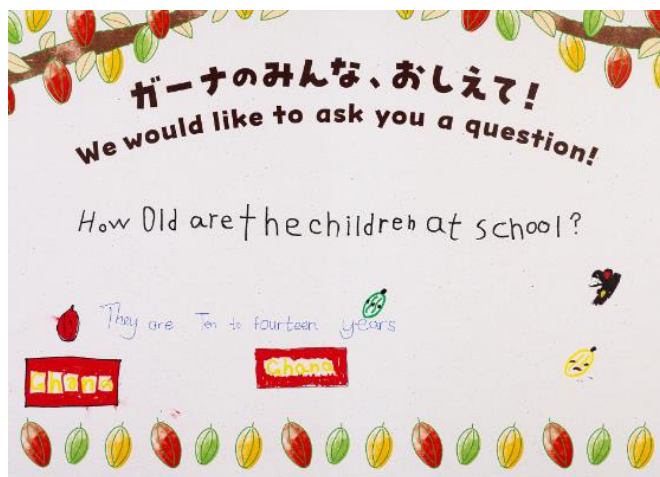 ガーナのみんな、おしえて!
We would like to ask you a question!
How Old are the children at school?
They are Ten to fourteen years
Ghana
Ghana